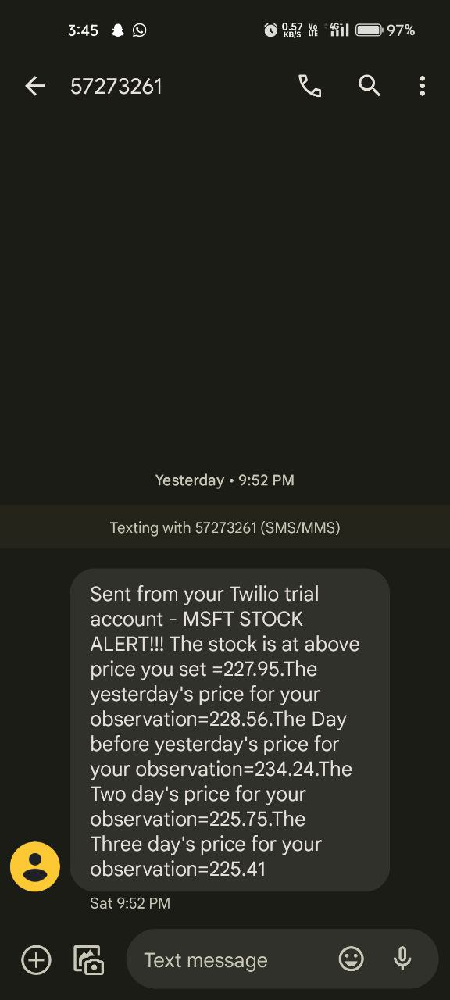 3:45 0.57 KB/S Vo LTE 4G+ 97%
57273261
Yesterday • 9:52 PM
Texting with 57273261 (SMS/MMS)
Sent from your Twilio trial
account - MSFT STOCK
ALERT!!! The stock is at above
price you set =227.95.The
yesterday's price for your
observation=228.56.The Day
before yesterday's price for
your observation=234.24.The
Two day's price for your
observation=225.75.The
Three day's price for your
observation=225.41
Sat 9:52 PM
Text message